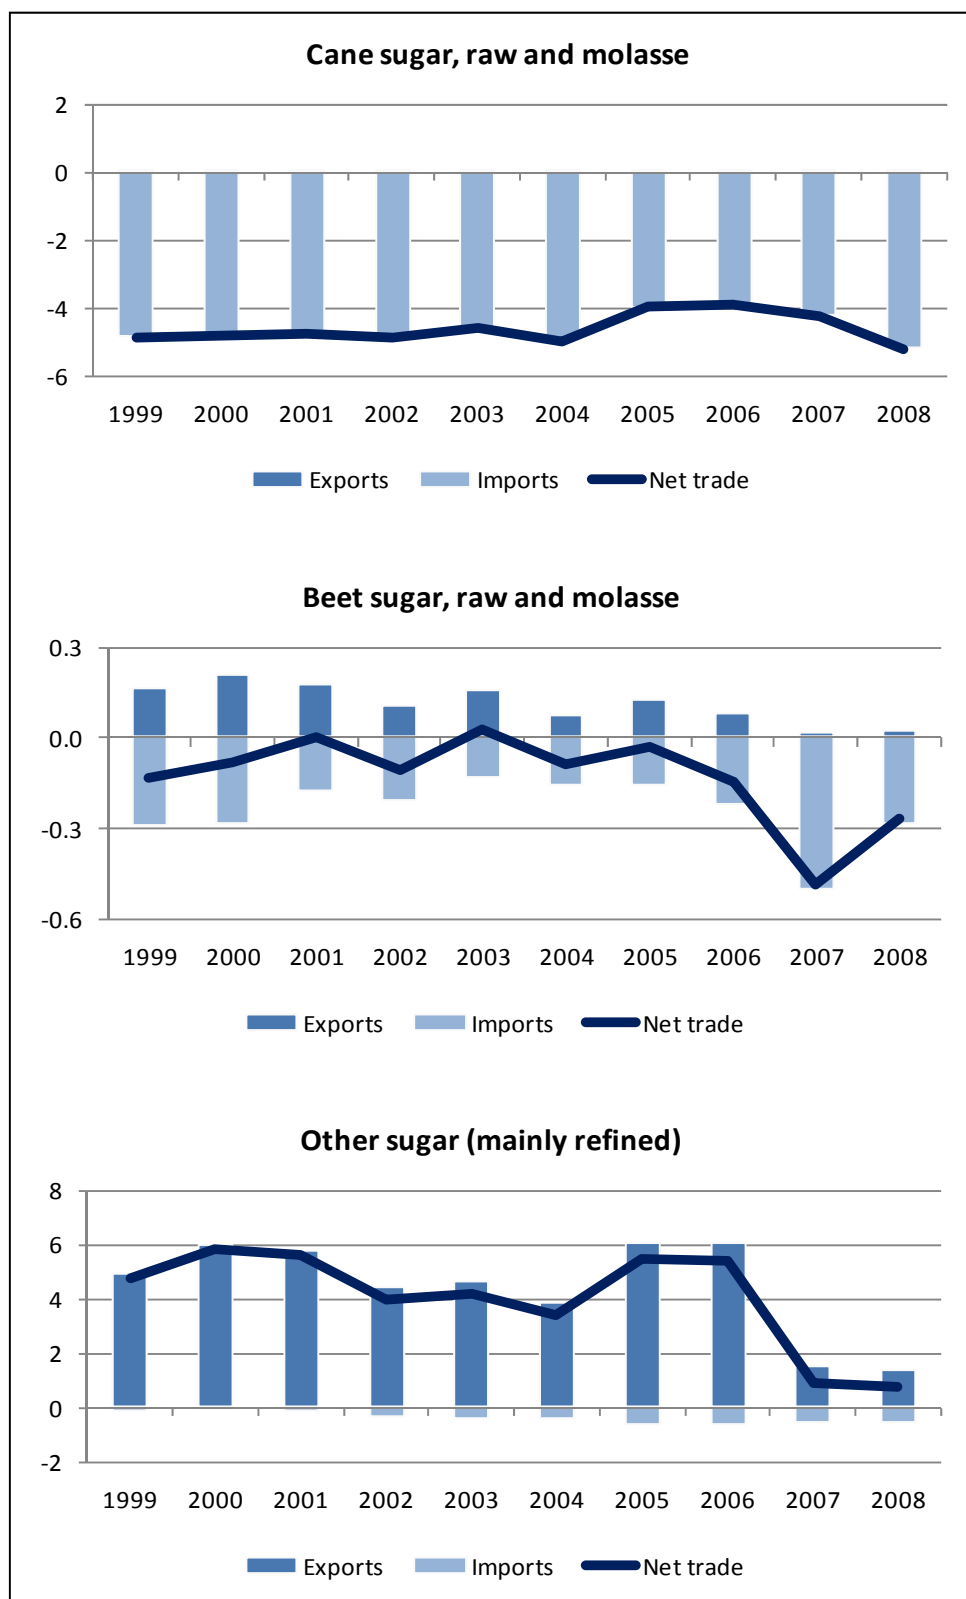 Cane sugar, raw and molasse
2
0
-2
-4
-6
1999 2000 2001 2002 2003 2004 2005 2006 2007 2008
Exports Imports Net trade
Beet sugar, raw and molasse
0.3
0.0
-0.3
-0.6
1999 2000 2001 2002 2003 2004 2005 2006 2007 2008
Exports Imports Net trade
Other sugar (mainly refined)
8
6
4
2
0
-2
1999 2000 2001 2002 2003 2004 2005 2006 2007 2008
Exports Imports Net trade